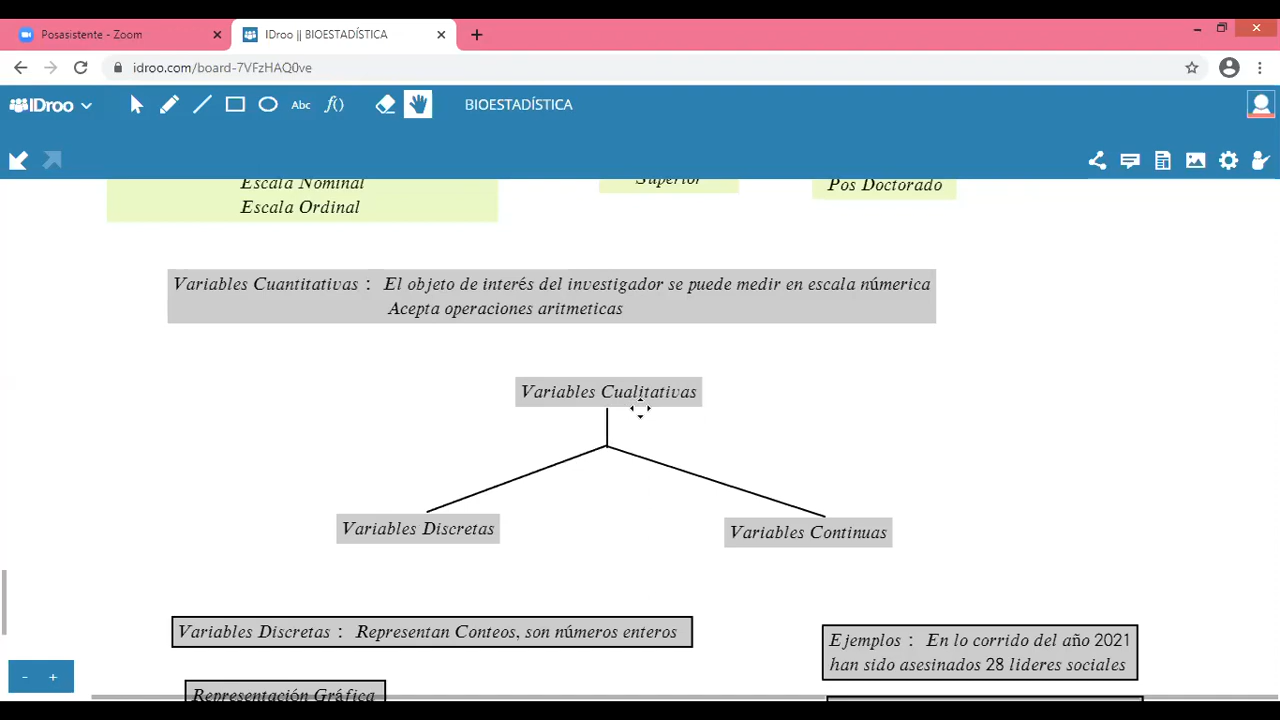 Posasistente - Zoom
IDroo || BIOESTADÍSTICA
idroo.com/board-7VFzHAQ0ve
IDroo
Abc
f()
BIOESTADÍSTICA
Escala Nominal
Escala Ordinal
Superior
Pos Doctorado
Variables Cuantitativas : El objeto de interés del investigador se puede medir en escala númerica
Acepta operaciones aritmeticas
Variables Cualitativas
Variables Discretas
Variables Continuas
Variables Discretas : Representan Conteos, son números enteros
Ejemplos : En lo corrido del año 2021
han sido asesinados 28 lideres sociales
Representación Gráfica
- +